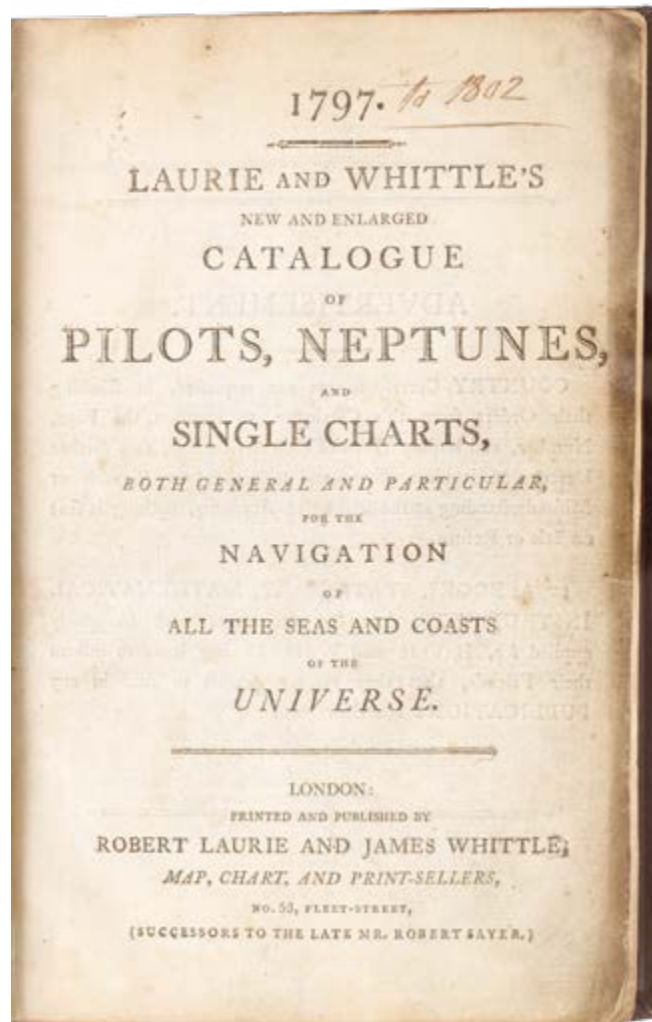 1797. to 1802
LAURIE AND WHITTLE'S
NEW AND ENLARGED
CATALOGUE
OF
PILOTS, NEPTUNES,
AND
SINGLE CHARTS,
BOTH GENERAL AND PARTICULAR,
FOR THE
NAVIGATION
OF
ALL THE SEAS AND COASTS
OF THE
UNIVERSE.
LONDON:
PRINTED AND PUBLISHED BY
ROBERT LAURIE AND JAMES WHITTLE,
MAP, CHART, AND PRINT-SELLERS,
NO. 53, FLEET-STREET,
(SUCCESSORS TO THE LATE MR. ROBERT SAYER.)